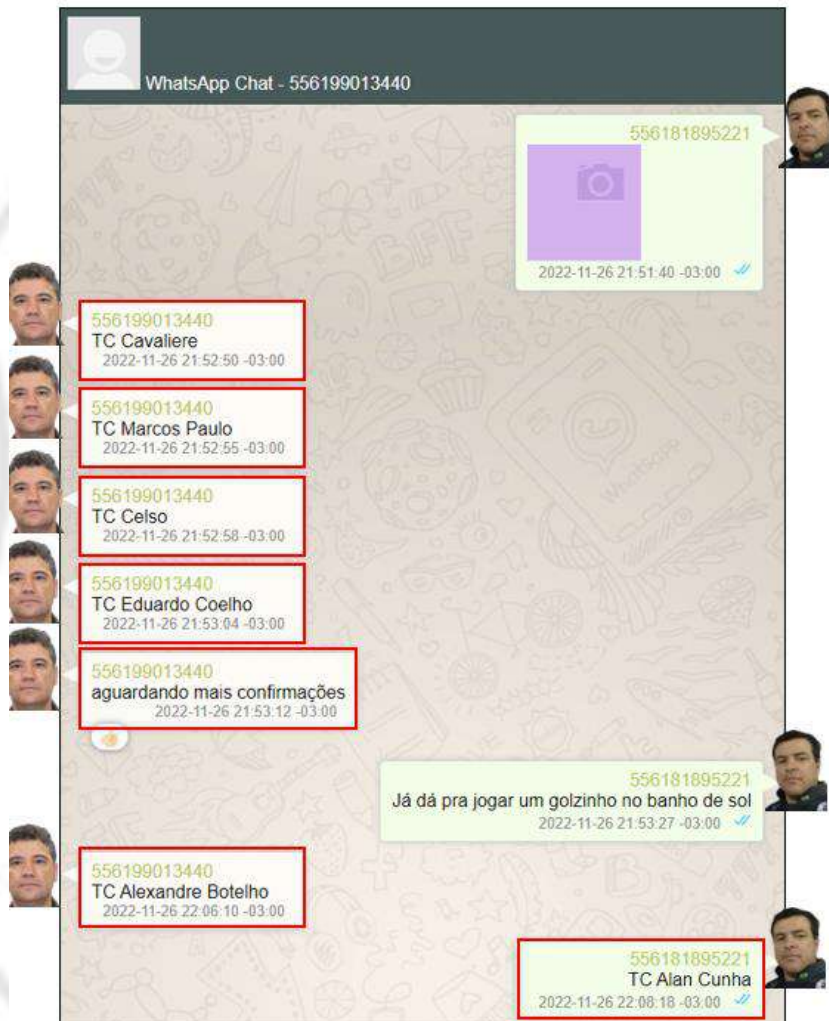 WhatsApp Chat - 556199013440
556181895221
2022-11-26 21:51:40 -03:00
556199013440
TC Cavaliere
2022-11-26 21:52:50 -03:00
556199013440
TC Marcos Paulo
2022-11-26 21:52:55 -03:00
556199013440
TC Celso
2022-11-26 21:52:58 -03:00
556199013440
TC Eduardo Coelho
2022-11-26 21:53:04 -03:00
556199013440
aguardando mais confirmações
2022-11-26 21:53:12 -03:00
556181895221
Já dá pra jogar um golzinho no banho de sol
2022-11-26 21:53:27 -03:00
556199013440
TC Alexandre Botelho
2022-11-26 22:06:10 -03:00
556181895221
TC Alan Cunha
2022-11-26 22:08:18 -03:00